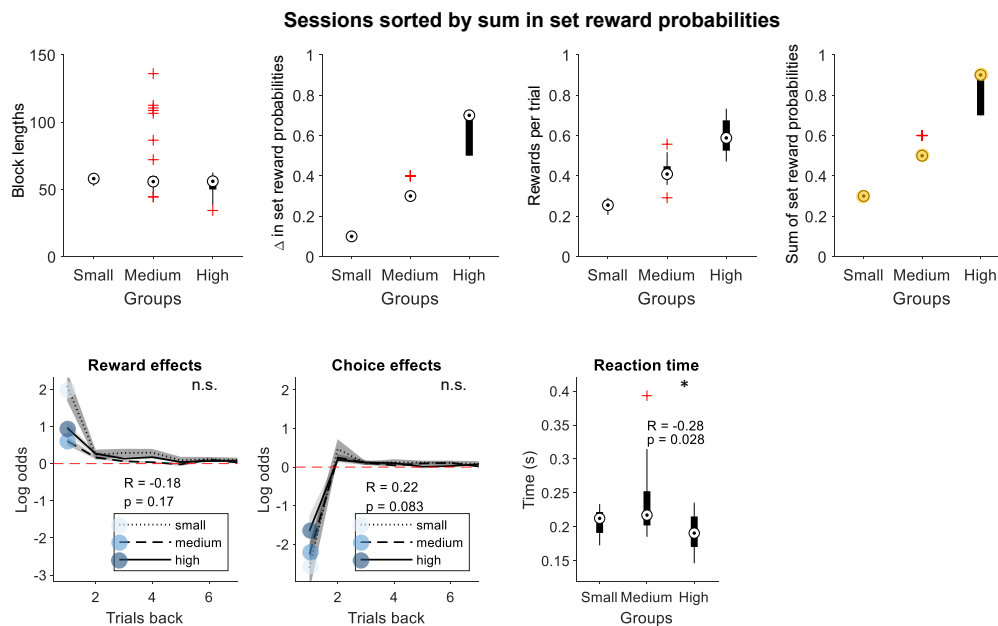 Sessions sorted by sum in set reward probabilities
Block lengths
150
100
50
0
Small Medium High
Groups
Δ in set reward probabilities
1
0.8
0.6
0.4
0.2
0
Small Medium High
Groups
Rewards per trial
1
0.8
0.6
0.4
0.2
0
Small Medium High
Groups
Sum of set reward probabilities
1
0.8
0.6
0.4
0.2
0
Small Medium High
Groups
Reward effects
n.s.
Log odds
2
1
0
-1
-2
-3
R = -0.18
p = 0.17
small
medium
high
2 4 6
Trials back
Choice effects
n.s.
Log odds
2
1
0
-1
-2
R = 0.22
p = 0.083
small
medium
high
2 4 6
Trials back
Reaction time
*
Time (s)
0.4
0.35
0.3
0.25
0.2
0.15
R = -0.28
p = 0.028
Small Medium High
Groups